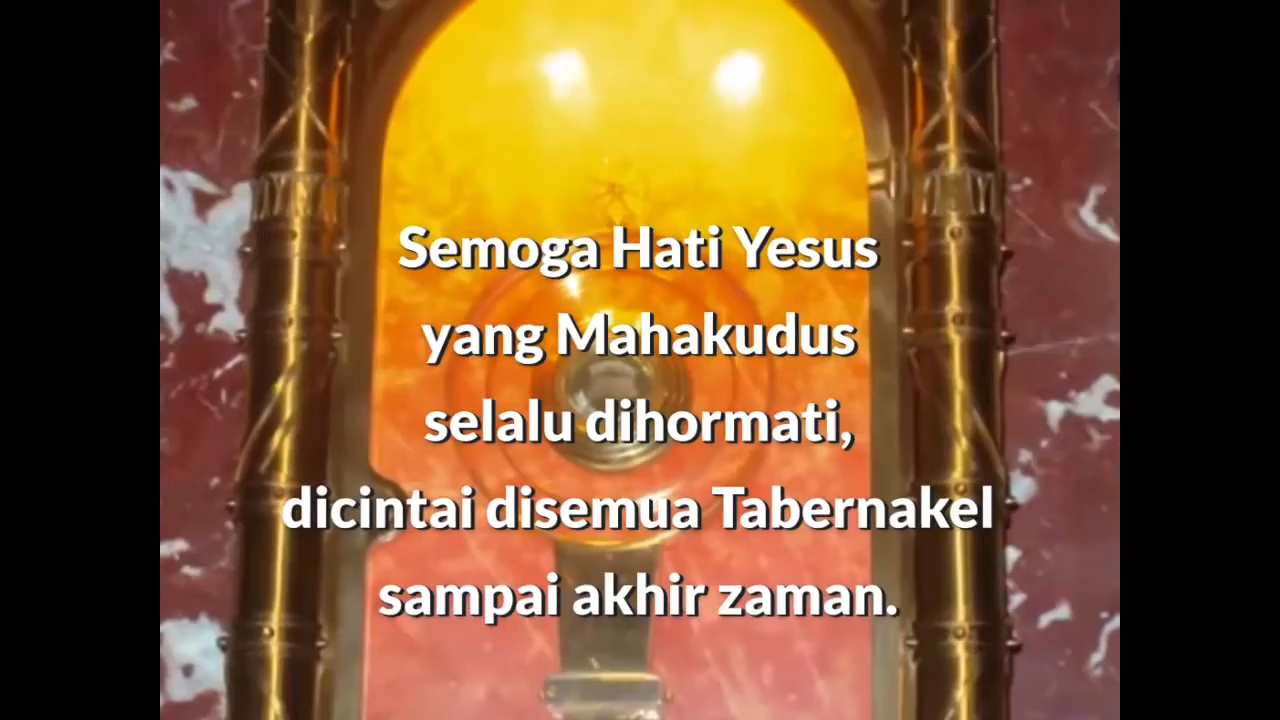 Semoga Hati Yesus
yang Mahakudus
selalu dihormati,
dicintai disemua Tabernakel
sampai akhir zaman.